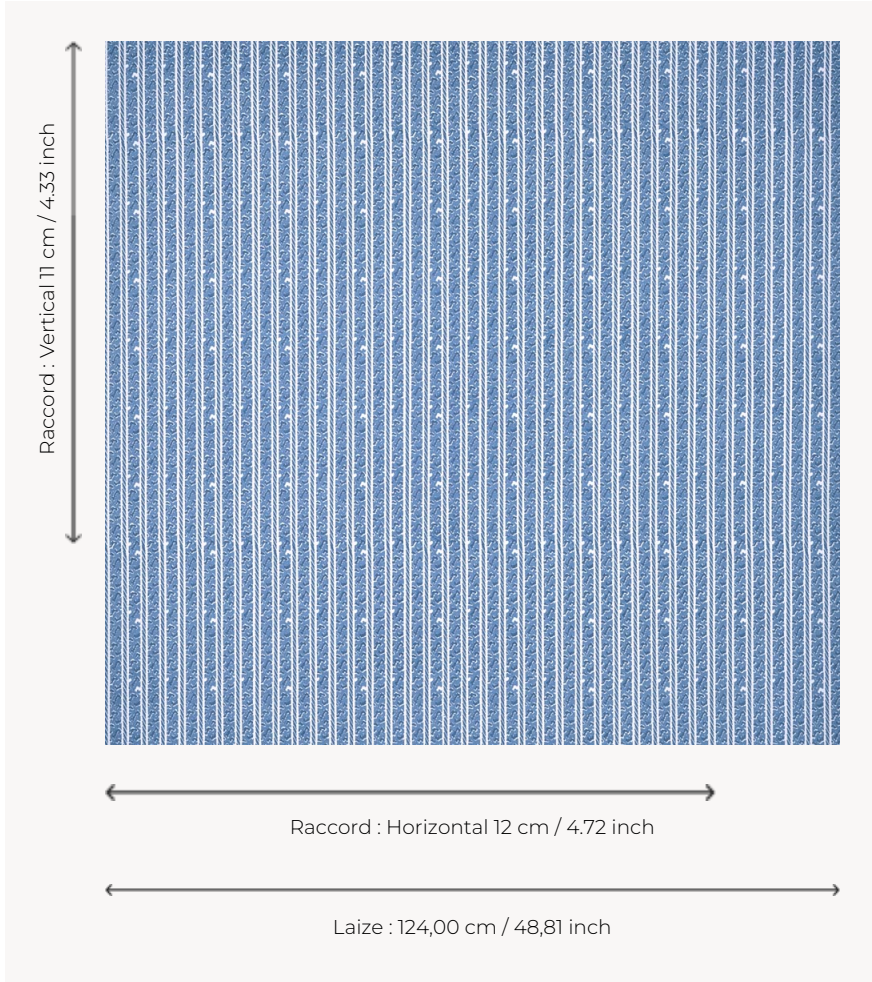 Raccord : Vertical 11 cm / 4.33 inch
Raccord : Horizontal 12 cm / 4.72 inch
Laize : 124,00 cm / 48,81 inch